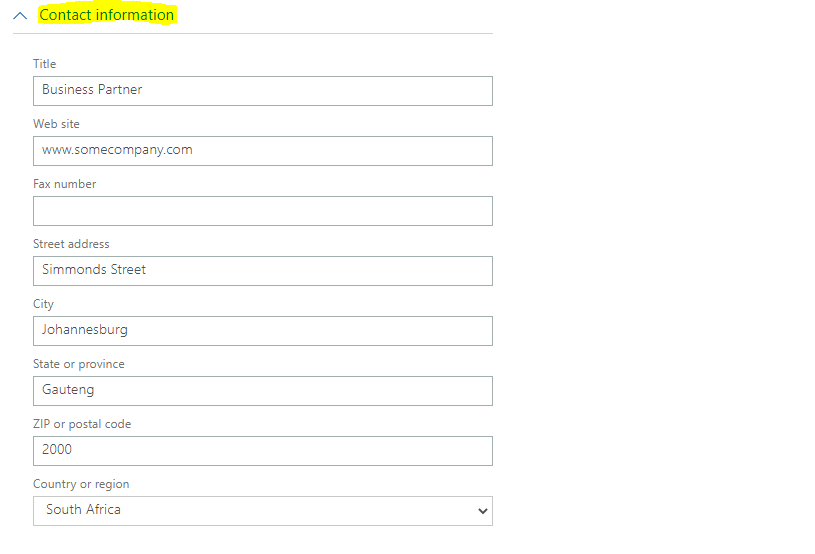 Contact information
Title
Business Partner
Web site
www.somecompany.com
Fax number
Street address
Simmonds Street
City
Johannesburg
State or province
Gauteng
ZIP or postal code
2000
Country or region
South Africa